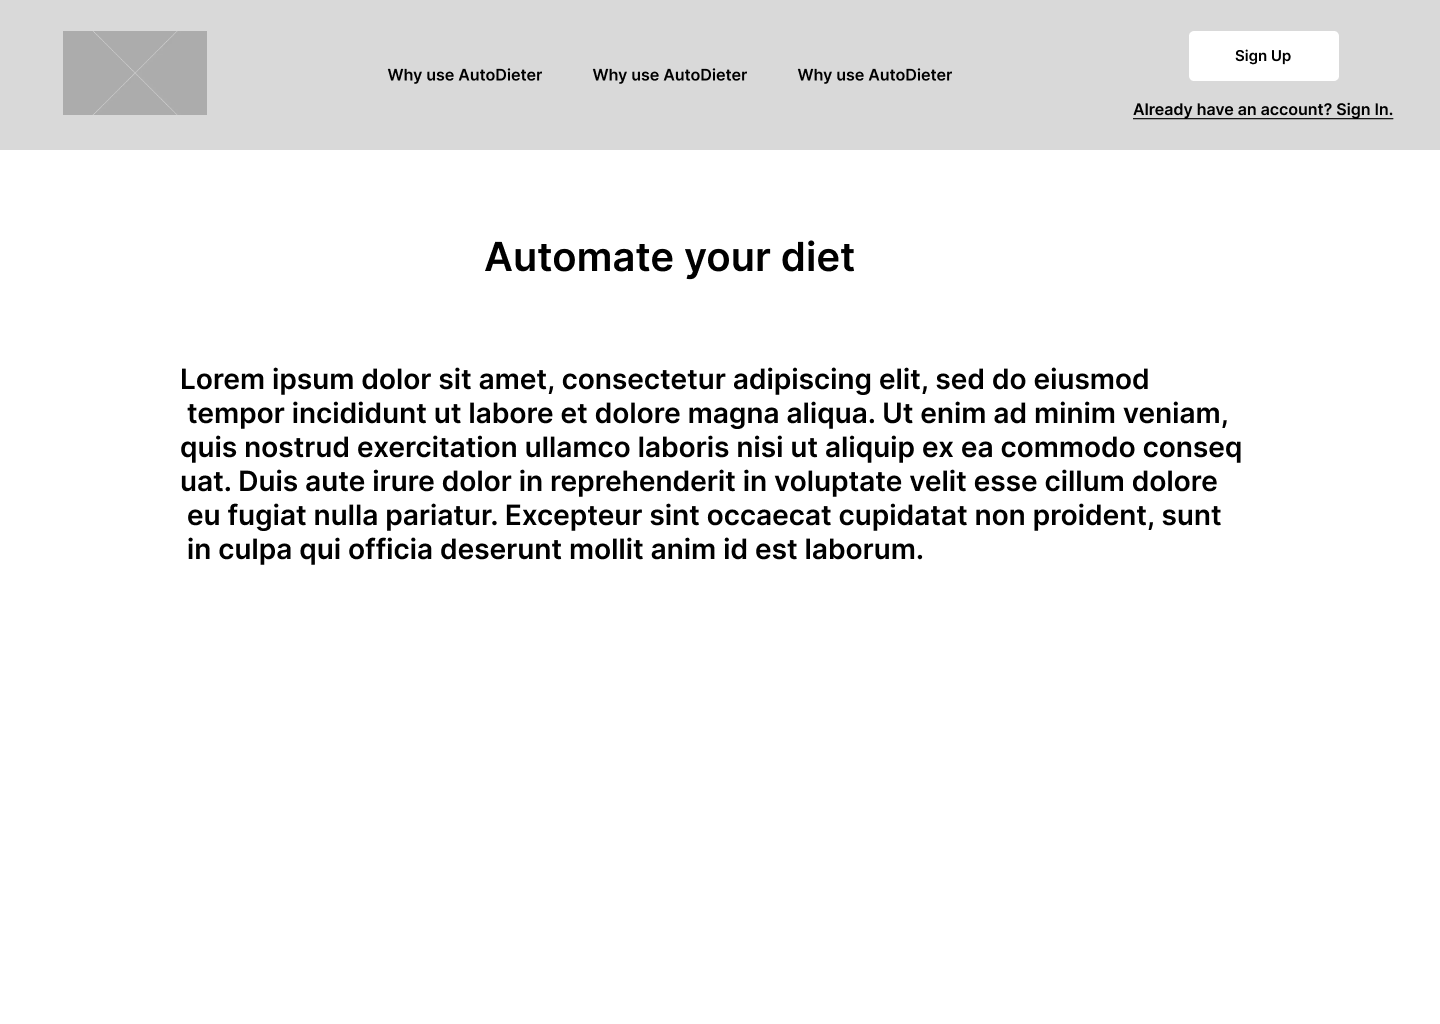 Why use AutoDieter
Why use AutoDieter
Why use AutoDieter
Sign Up
Already have an account? Sign In.
Automate your diet
Lorem ipsum dolor sit amet, consectetur adipiscing elit, sed do eiusmod
tempor incididunt ut labore et dolore magna aliqua. Ut enim ad minim veniam,
quis nostrud exercitation ullamco laboris nisi ut aliquip ex ea commodo conseq
uat. Duis aute irure dolor in reprehenderit in voluptate velit esse cillum dolore
eu fugiat nulla pariatur. Excepteur sint occaecat cupidatat non proident, sunt
in culpa qui officia deserunt mollit anim id est laborum.